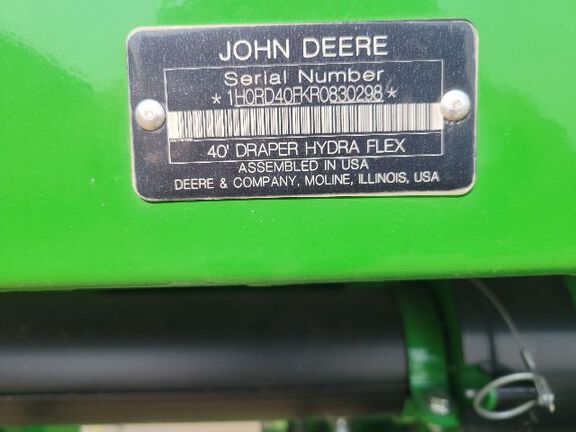 JOHN DEERE
Serial Number
*1H0RD40FKR0830298*
40' DRAPER HYDRA FLEX
ASSEMBLED IN USA
DEERE & COMPANY, MOLINE, ILLINOIS, USA